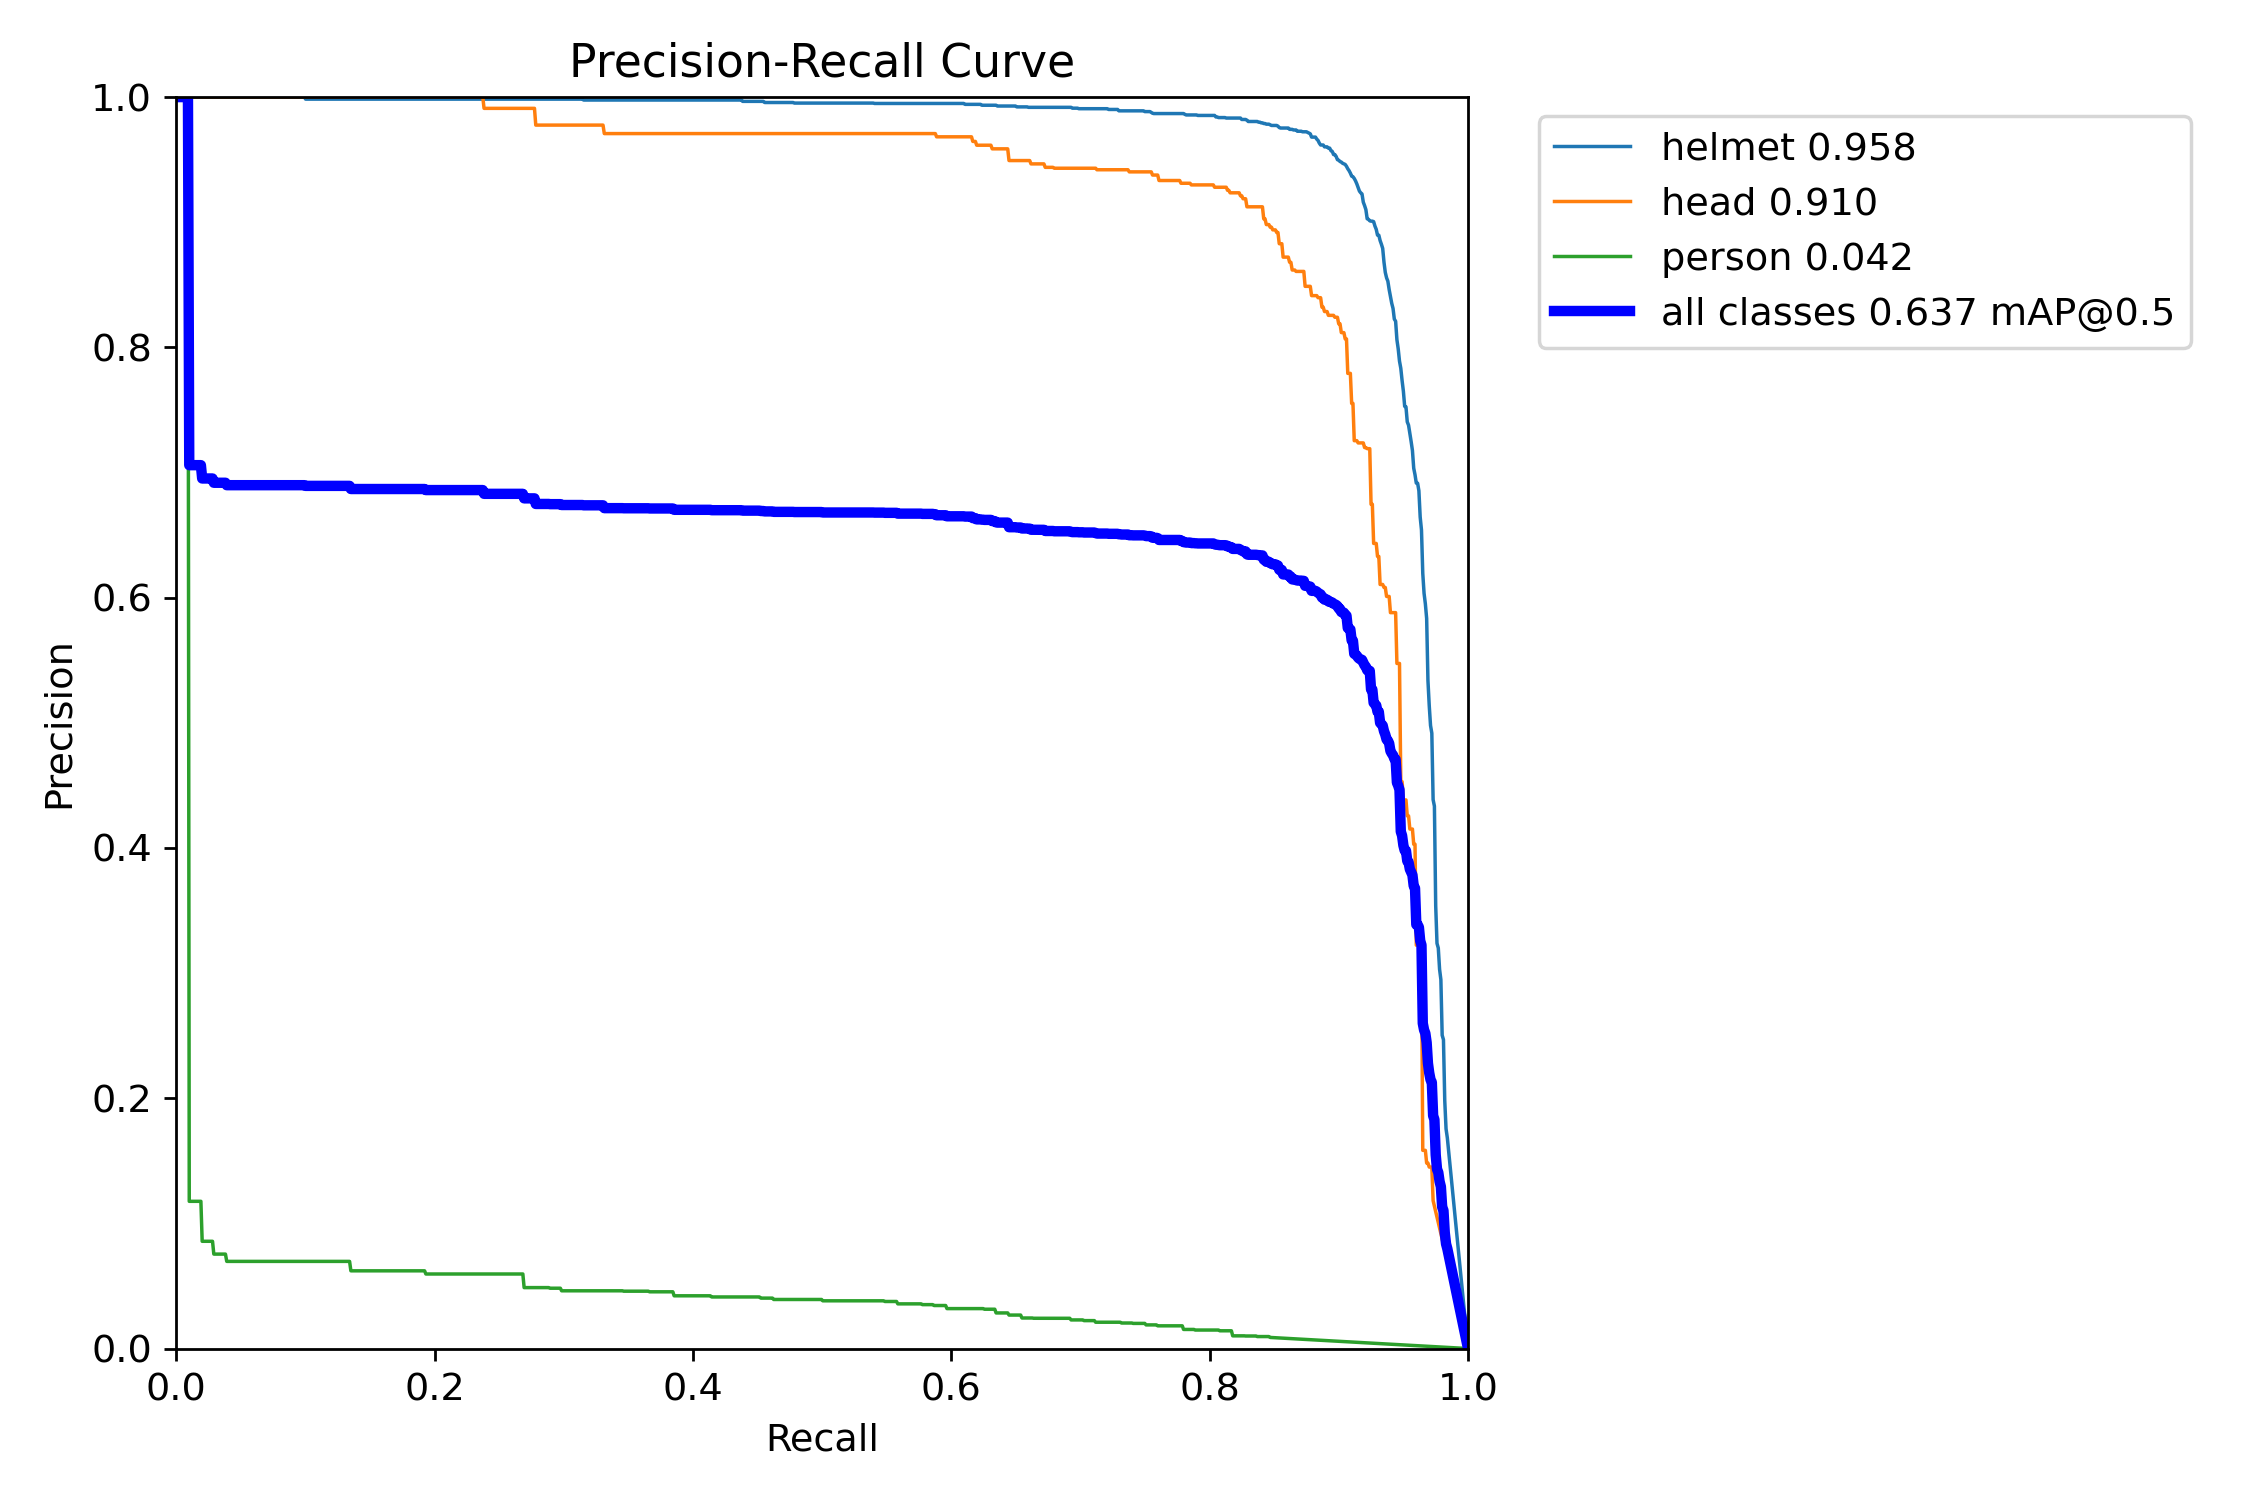 Precision-Recall Curve
1.0
0.8
0.6
0.4
0.2
0.0
Precision
0.0 0.2 0.4 0.6 0.8 1.0
Recall
helmet 0.958
head 0.910
person 0.042
all classes 0.637 mAP@0.5